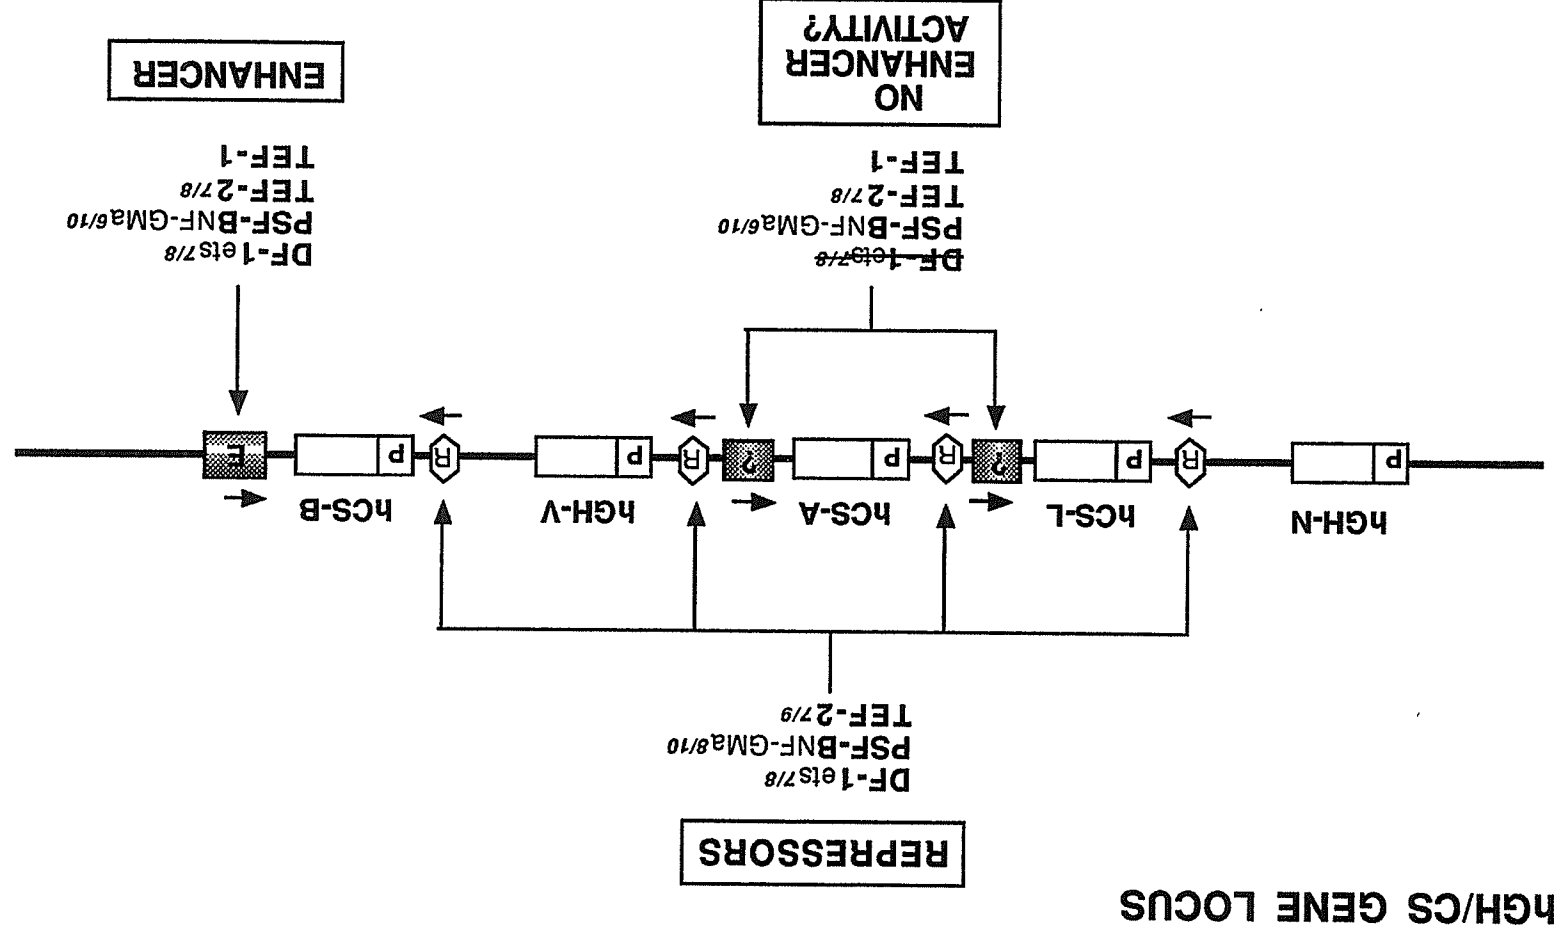 hGH/CS GENE LOCUS
REPRESSORS
DF-1ets7/8
PSF-BNF-GMa8/10
TEF-27/9
hGH-N
hCS-L
hCS-A
hGH-V
hCS-B
P
R
P
?
R
P
?
R
P
R
P
E
DF-1ets7/8
PSF-BNF-GMa6/10
TEF-27/8
TEF-1
NO
ENHANCER
ACTIVITY?
DF-1ets7/8
PSF-BNF-GMa6/10
TEF-27/8
TEF-1
ENHANCER